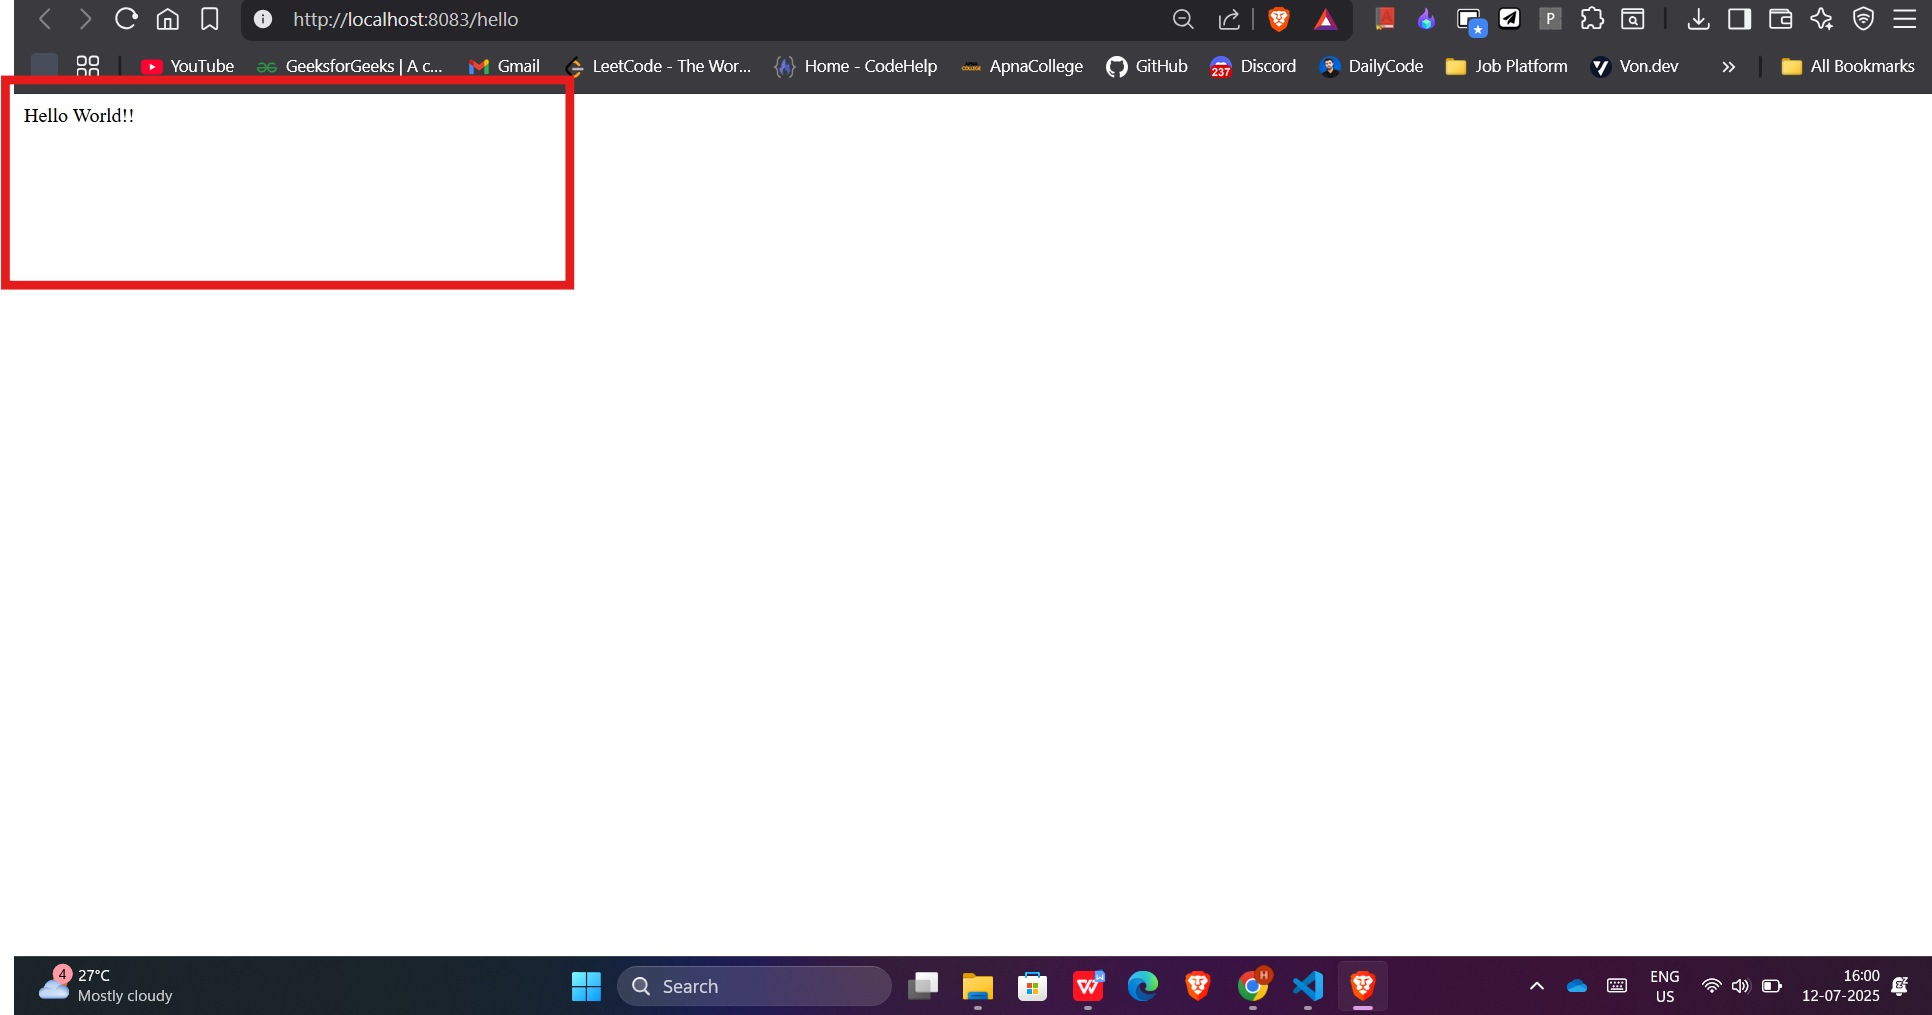 http://localhost:8083/hello
P
YouTube GeeksforGeeks | A c... Gmail LeetCode - The Wor... Home - CodeHelp ApnaCollege GitHub 237 Discord DailyCode Job Platform Von.dev » All Bookmarks
Hello World!!
4 27°C
Mostly cloudy
Search
H
ENG
US
16:00
12-07-2025